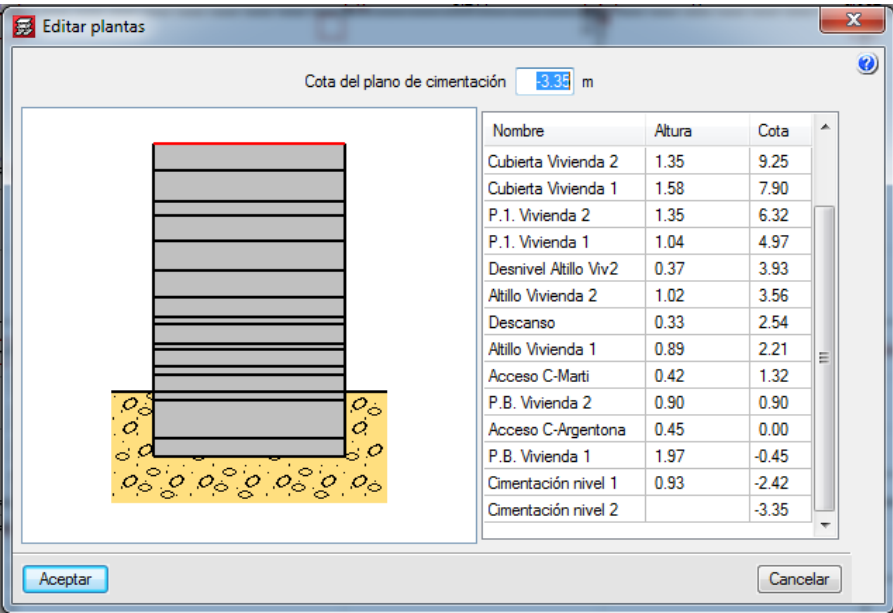 Editar plantas
Cota del plano de cimentación -3.35 m
Nombre Altura Cota
Cubierta Vivienda 2 1.35 9.25
Cubierta Vivienda 1 1.58 7.90
P.1. Vivienda 2 1.35 6.32
P.1. Vivienda 1 1.04 4.97
Desnivel Altillo Viv2 0.37 3.93
Altillo Vivienda 2 1.02 3.56
Descanso 0.33 2.54
Altillo Vivienda 1 0.89 2.21
Acceso C-Marti 0.42 1.32
P.B. Vivienda 2 0.90 0.90
Acceso C-Argentona 0.45 0.00
P.B. Vivienda 1 1.97 -0.45
Cimentación nivel 1 0.93 -2.42
Cimentación nivel 2 -3.35
Aceptar Cancelar